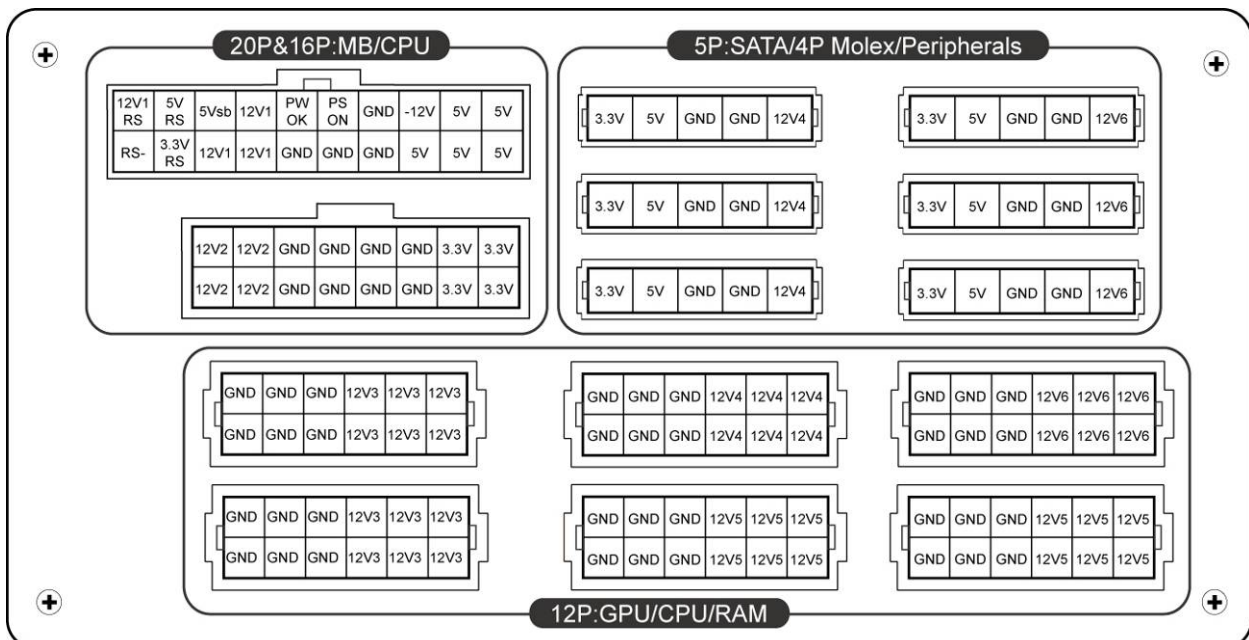 20P&16P:MB/CPU
12V1 RS 5V RS 5Vsb 12V1 PW OK PS ON GND -12V 5V 5V
RS- 3.3V RS 12V1 12V1 GND GND GND 5V 5V 5V
12V2 12V2 GND GND GND GND 3.3V 3.3V
12V2 12V2 GND GND GND GND 3.3V 3.3V
5P:SATA/4P Molex/Peripherals
3.3V 5V GND GND 12V4
3.3V 5V GND GND 12V6
3.3V 5V GND GND 12V4
3.3V 5V GND GND 12V6
3.3V 5V GND GND 12V4
3.3V 5V GND GND 12V6
GND GND GND 12V3 12V3 12V3
GND GND GND 12V3 12V3 12V3
GND GND GND 12V4 12V4 12V4
GND GND GND 12V4 12V4 12V4
GND GND GND 12V6 12V6 12V6
GND GND GND 12V6 12V6 12V6
GND GND GND 12V3 12V3 12V3
GND GND GND 12V3 12V3 12V3
GND GND GND 12V5 12V5 12V5
GND GND GND 12V5 12V5 12V5
GND GND GND 12V5 12V5 12V5
GND GND GND 12V5 12V5 12V5
12P:GPU/CPU/RAM